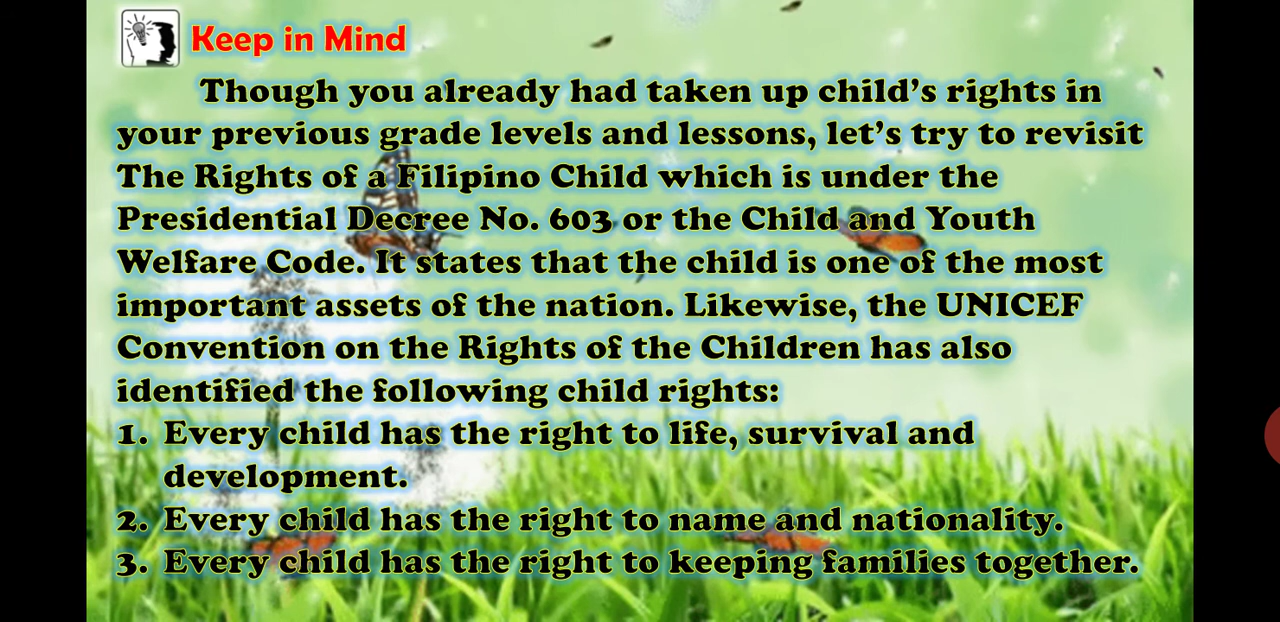 Keep in Mind
Though you already had taken up child's rights in
your previous grade levels and lessons, let's try to revisit
The Rights of a Filipino Child which is under the
Presidential Decree No. 603 or the Child and Youth
Welfare Code. It states that the child is one of the most
important assets of the nation. Likewise, the UNICEF
Convention on the Rights of the Children has also
identified the following child rights:
1. Every child has the right to life, survival and
development.
2. Every child has the right to name and nationality.
3. Every child has the right to keeping families together.